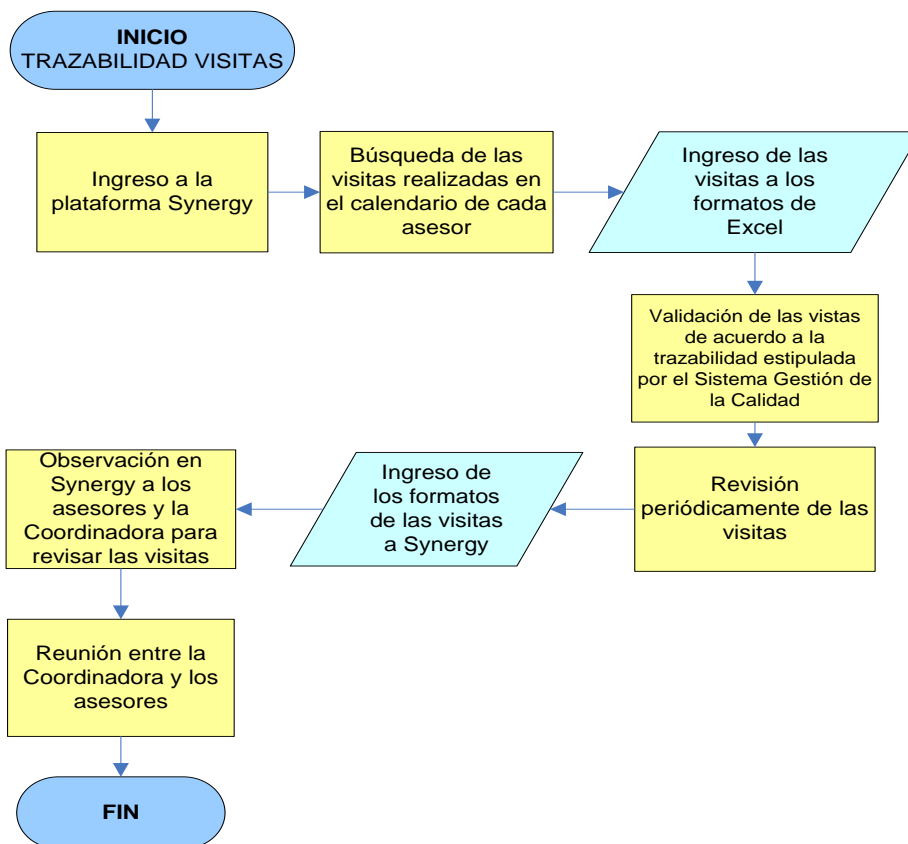 INICIO
TRAZABILIDAD VISITAS
Ingreso a la
plataforma Synergy
Búsqueda de las
visitas realizadas en
el calendario de cada
asesor
Ingreso de las
visitas a los
formatos de
Excel
Validación de las vistas
de acuerdo a la
trazabilidad estipulada
por el Sistema Gestión de
la Calidad
Revisión
periódicamente de las
visitas
Ingreso de
los formatos
de las visitas
a Synergy
Observación en
Synergy a los
asesores y la
Coordinadora para
revisar las visitas
Reunión entre la
Coordinadora y los
asesores
FIN